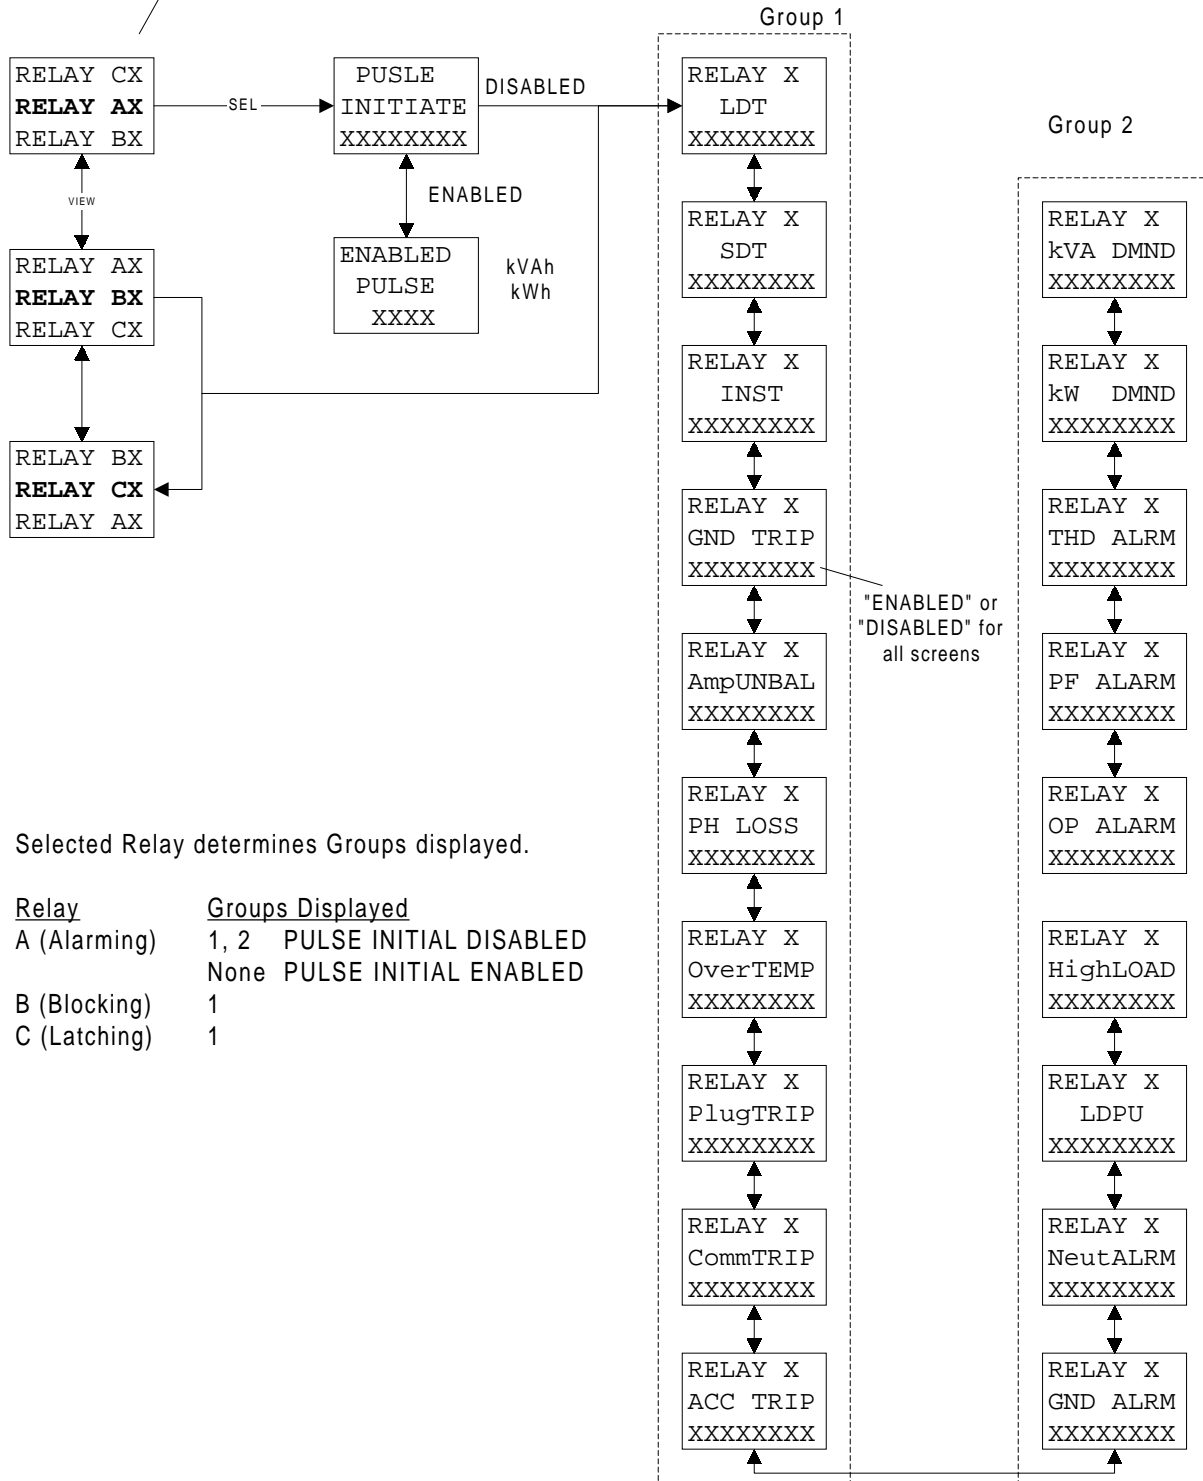 Group 1
RELAY CX
RELAY AX
RELAY BX
SEL
PUSLE
INITIATE
XXXXXXXX
DISABLED
VIEW
ENABLED
ENABLED
PULSE
XXXX
kVAh
kWh
RELAY AX
RELAY BX
RELAY CX
RELAY BX
RELAY CX
RELAY AX
RELAY X
LDT
XXXXXXXX
RELAY X
SDT
XXXXXXXX
RELAY X
INST
XXXXXXXX
RELAY X
GND TRIP
XXXXXXXX
"ENABLED" or
"DISABLED" for
all screens
RELAY X
AmpUNBAL
XXXXXXXX
RELAY X
PH LOSS
XXXXXXXX
RELAY X
OverTEMP
XXXXXXXX
RELAY X
PlugTRIP
XXXXXXXX
RELAY X
CommTRIP
XXXXXXXX
RELAY X
ACC TRIP
XXXXXXXX
Group 2
RELAY X
kVA DMND
XXXXXXXX
RELAY X
kW DMND
XXXXXXXX
RELAY X
THD ALRM
XXXXXXXX
RELAY X
PF ALARM
XXXXXXXX
RELAY X
OP ALARM
XXXXXXXX
RELAY X
HighLOAD
XXXXXXXX
RELAY X
LDPU
XXXXXXXX
RELAY X
NeutALRM
XXXXXXXX
RELAY X
GND ALRM
XXXXXXXX
Selected Relay determines Groups displayed.
Relay Groups Displayed
A (Alarming) 1, 2 PULSE INITIAL DISABLED
None PULSE INITIAL ENABLED
B (Blocking) 1
C (Latching) 1